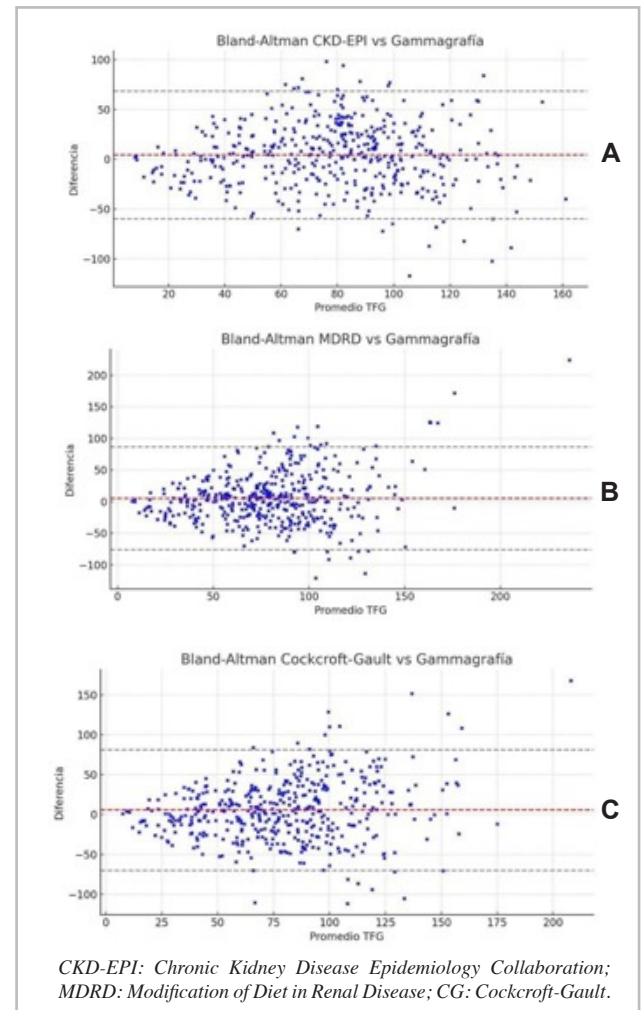 Bland-Altman CKD-EPI vs Gammagrafía
100
50
0
−50
−100
Diferencia
20 40 60 80 100 120 140 160
Promedio TFG
A
Bland-Altman MDRD vs Gammagrafía
200
150
100
50
0
−50
−100
Diferencia
0 50 100 150 200
Promedio TFG
B
Bland-Altman Cockcroft-Gault vs Gammagrafía
150
100
50
0
−50
−100
Diferencia
0 25 50 75 100 125 150 175 200
Promedio TFG
C
CKD-EPI: Chronic Kidney Disease Epidemiology Collaboration;
MDRD: Modification of Diet in Renal Disease; CG: Cockcroft-Gault.